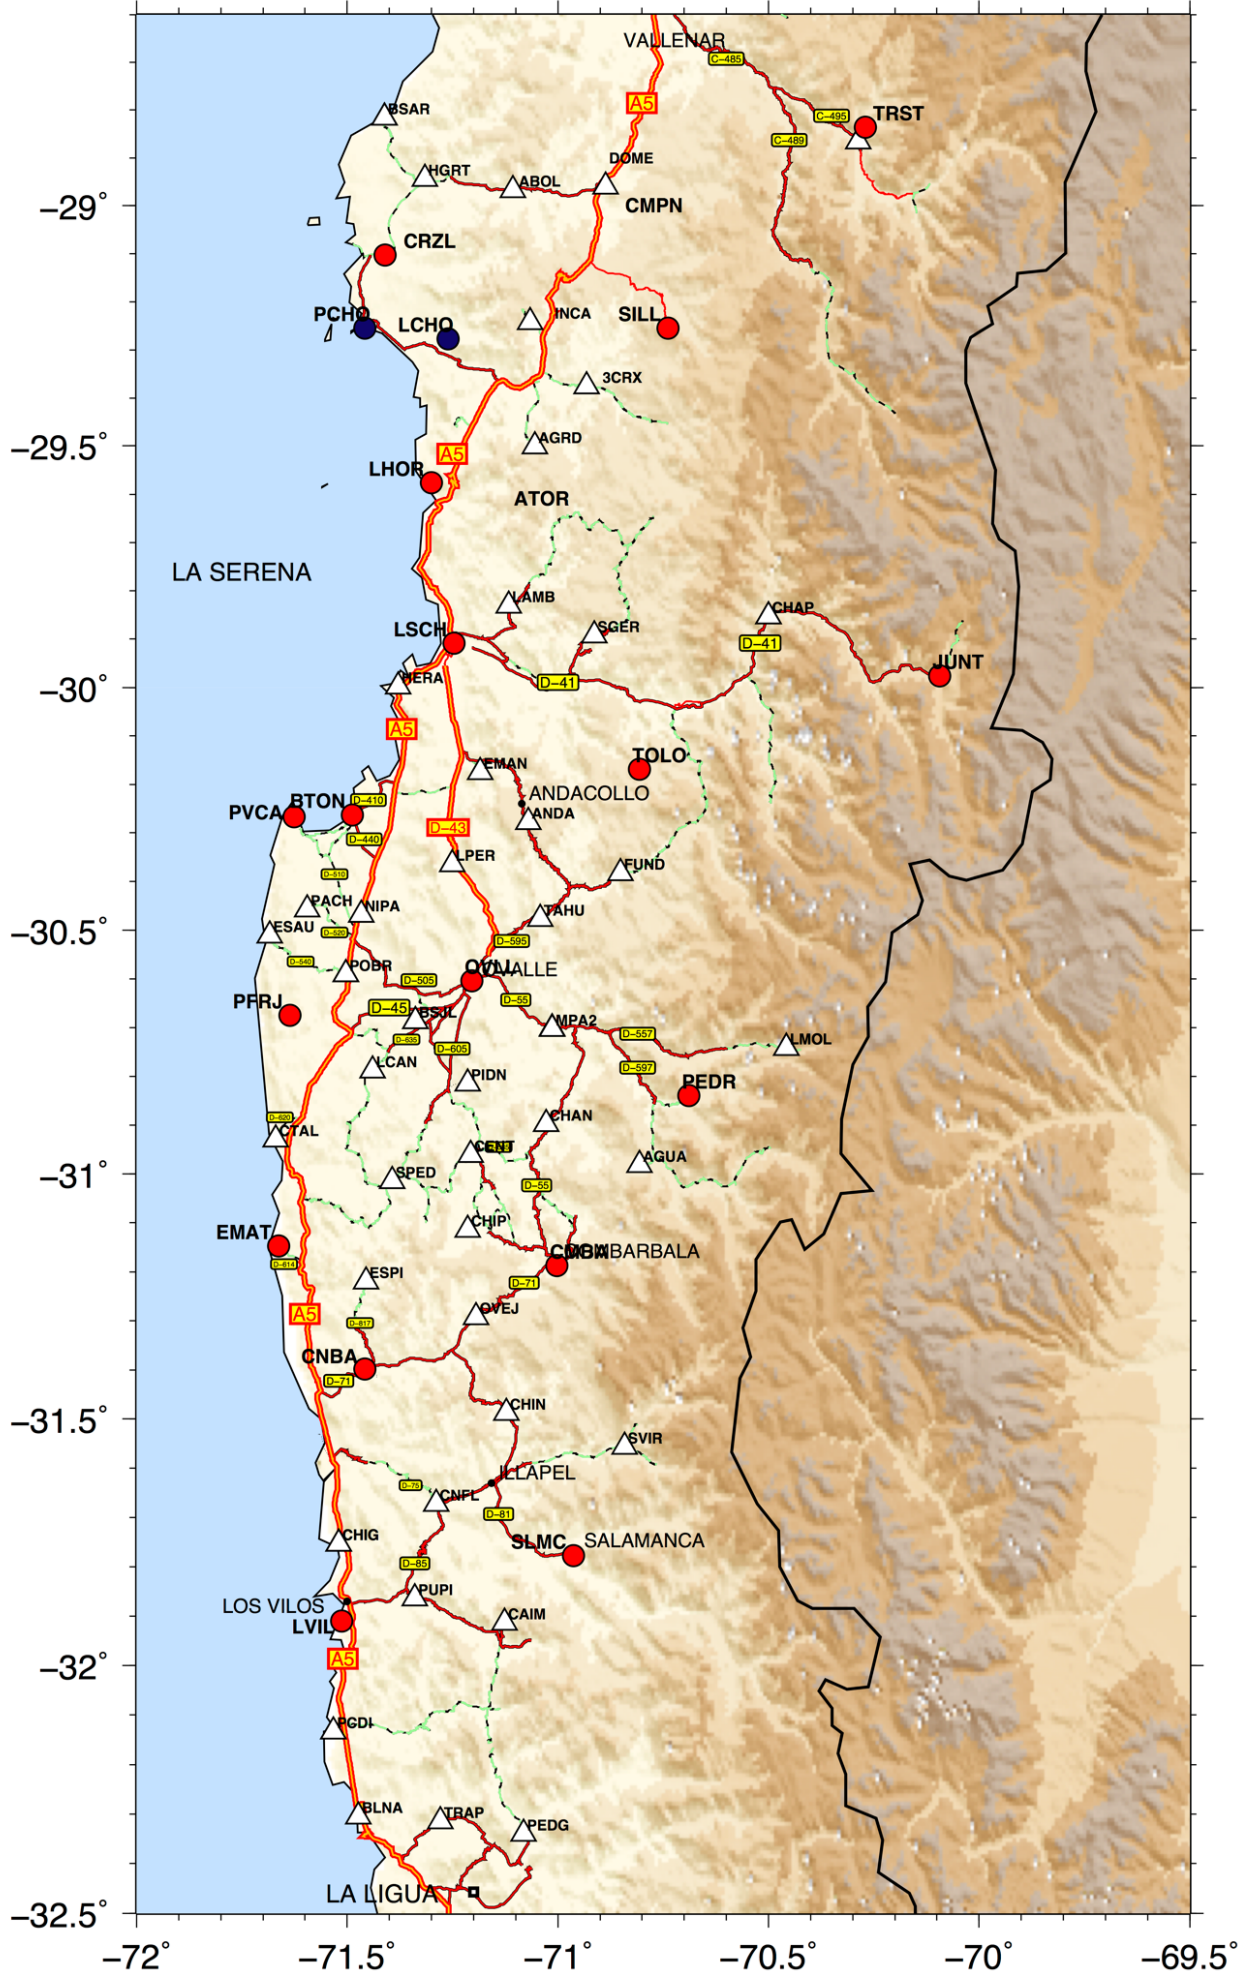 VALLENAR
C-485
A5
BSAR
C-495
TRST
C-489
DOME
HGRT
ABOL
-29°
CMPN
CRZL
PCHO
LCHO
INCA
SILL
3CRX
AGRD
-29.5°
A5
LHOR
ATOR
LA SERENA
LAMB
CHAP
LSCH
SGER
D-41
JUNT
HERA
D-41
-30°
A5
TOLO
EMAN
ANDACOLLO
BTON
D-410
PVCA
ANDA
D-43
D-440
LPER
FUND
D-510
PACH
NIPA
TAHU
ESAU
D-520
-30.5°
D-595
D-540
POBR
OVLL
OVALLE
D-505
PFRJ
D-55
D-45
BSJL
MPA2
D-557
D-635
LMOL
D-605
LCAN
D-597
PIDN
PEDR
CHAN
D-620
CTAL
CENT
AGUA
-31°
SPED
D-55
CHIP
EMAT
CMBA
COMBARBALA
D-614
ESPI
D-71
A5
OVEJ
D-817
CNBA
D-71
CHIN
-31.5°
SVIR
ILLAPEL
D-75
CNFL
D-81
CHIG
SLMC
SALAMANCA
D-85
PUPI
LOS VILOS
CAIM
LVIL
A5
-32°
PGDL
BLNA
TRAP
PEDG
LA LIGUA
-32.5°
-72°
-71.5°
-71°
-70.5°
-70°
-69.5°